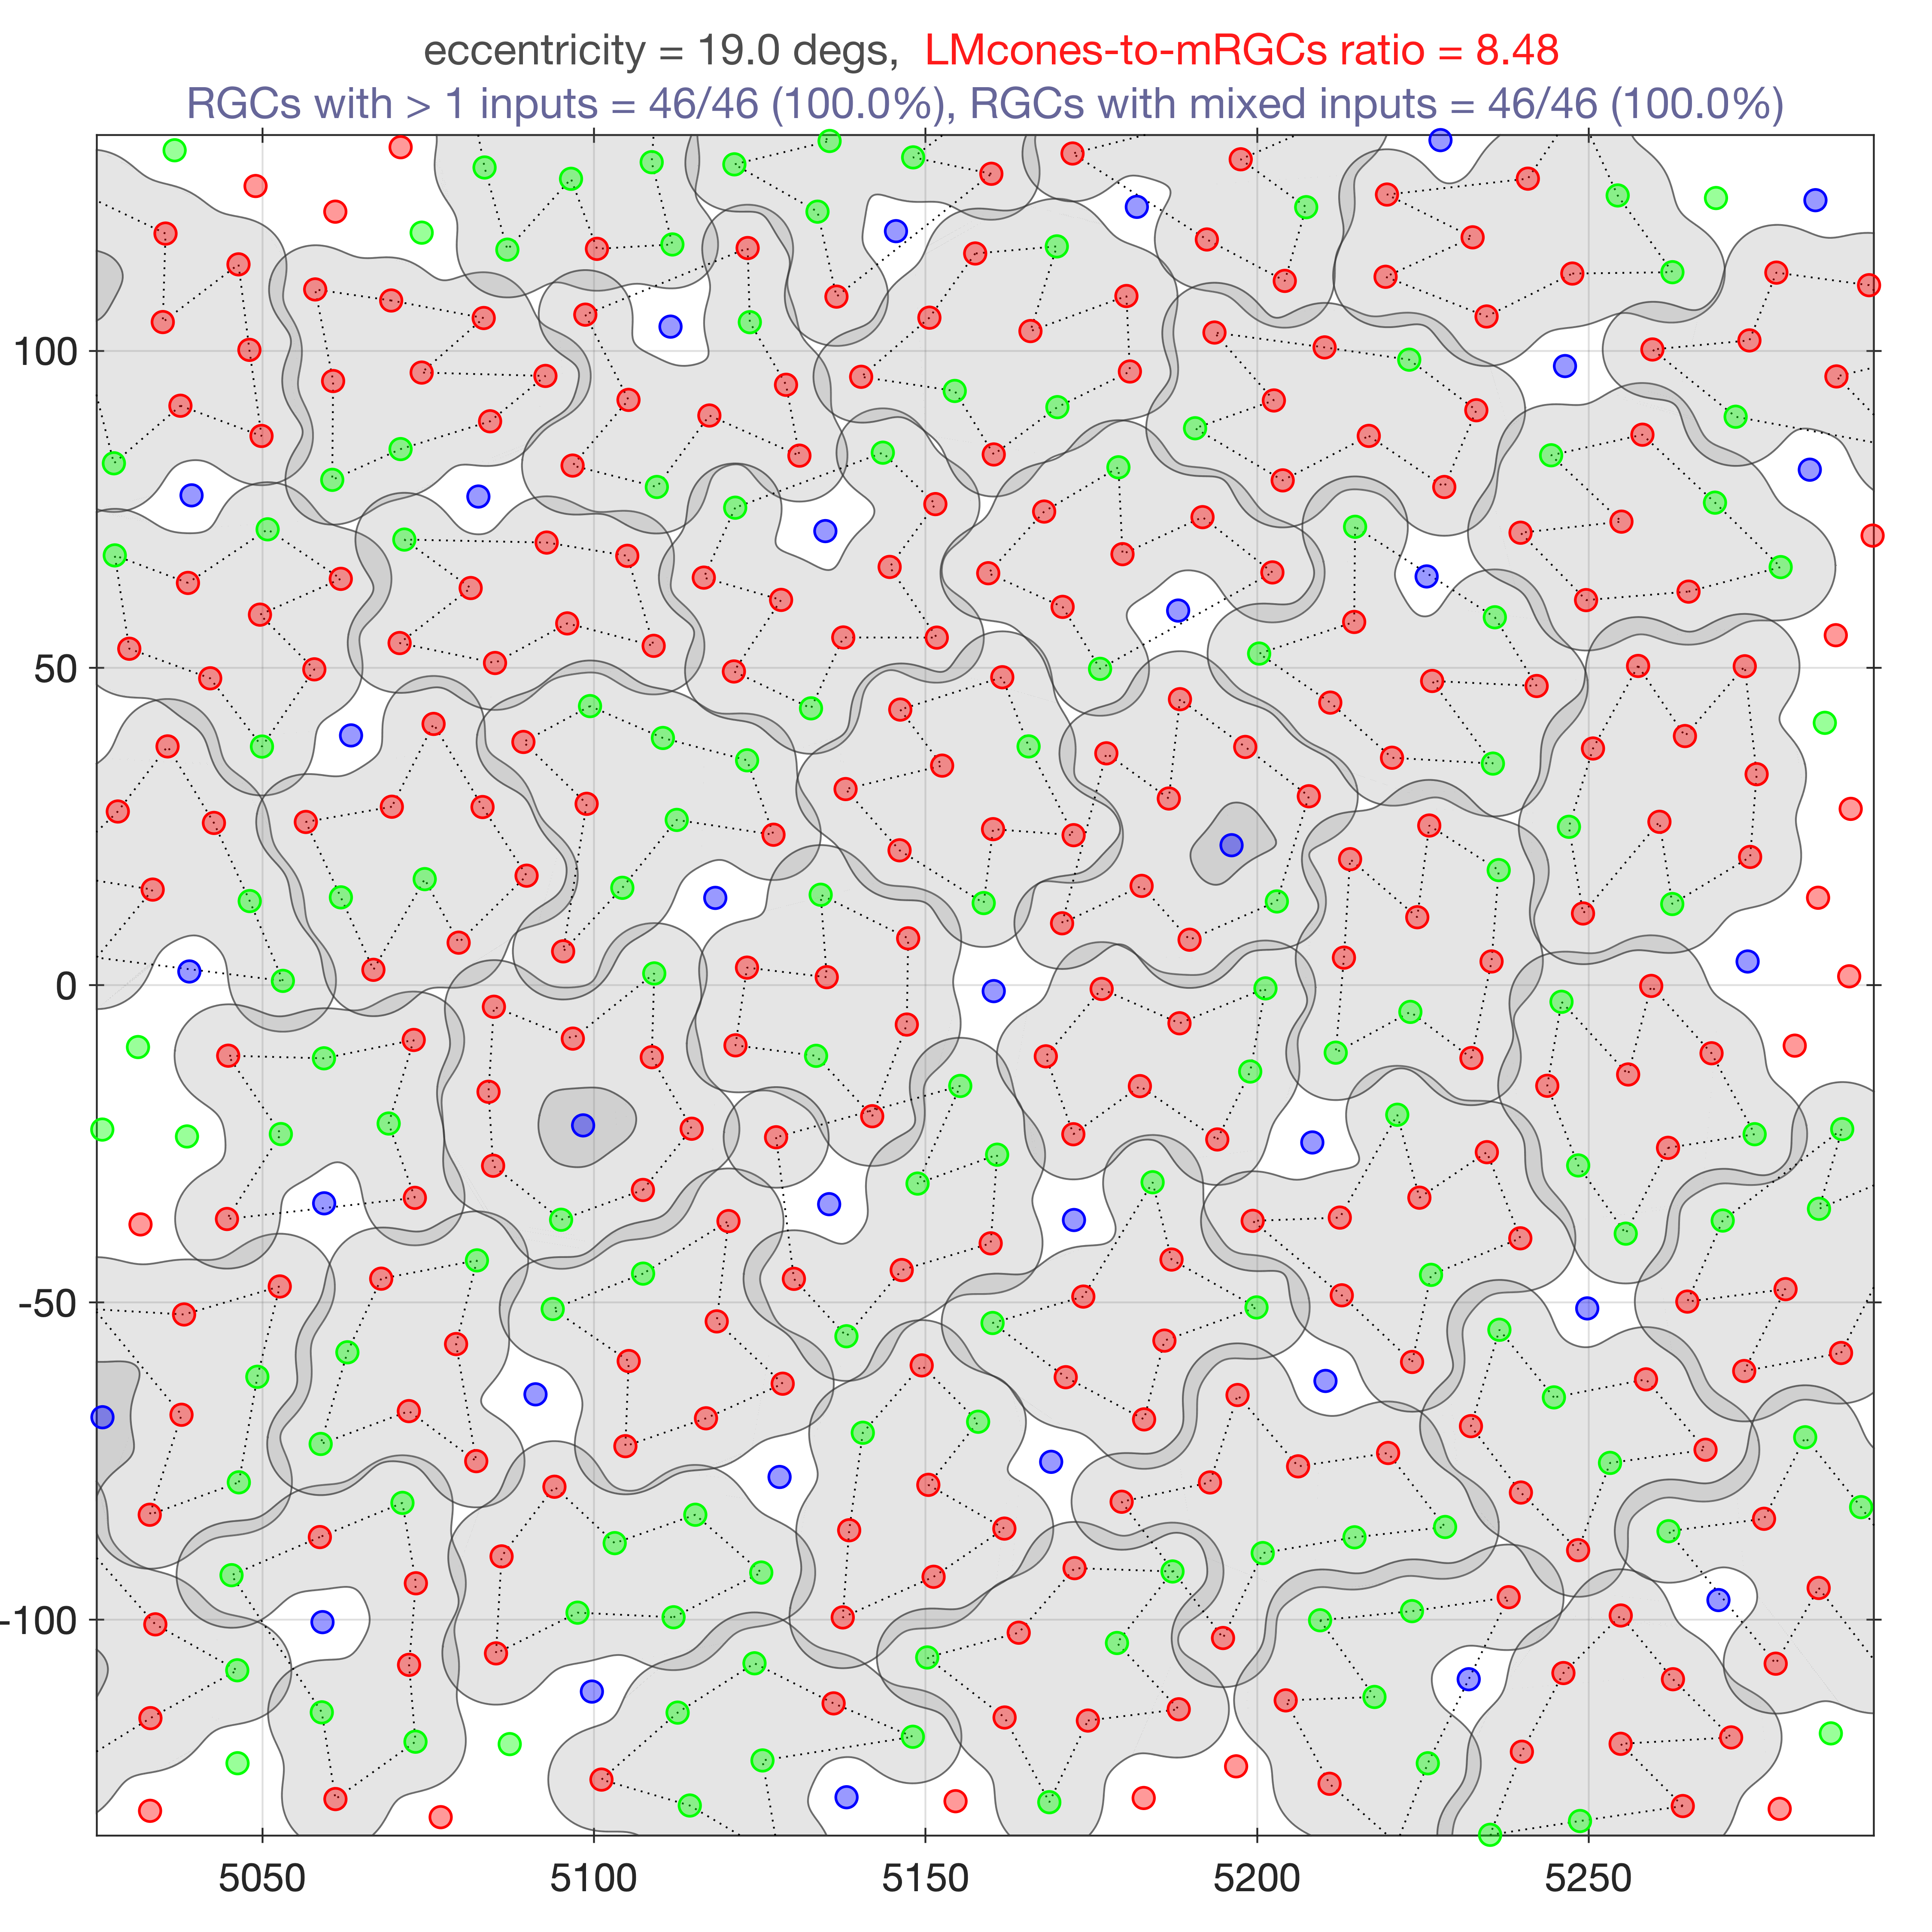 eccentricity = 19.0 degs, LMcones-to-mRGCs ratio = 8.48
RGCs with > 1 inputs = 46/46 (100.0%), RGCs with mixed inputs = 46/46 (100.0%)
100
50
0
-50
-100
5050 5100 5150 5200 5250